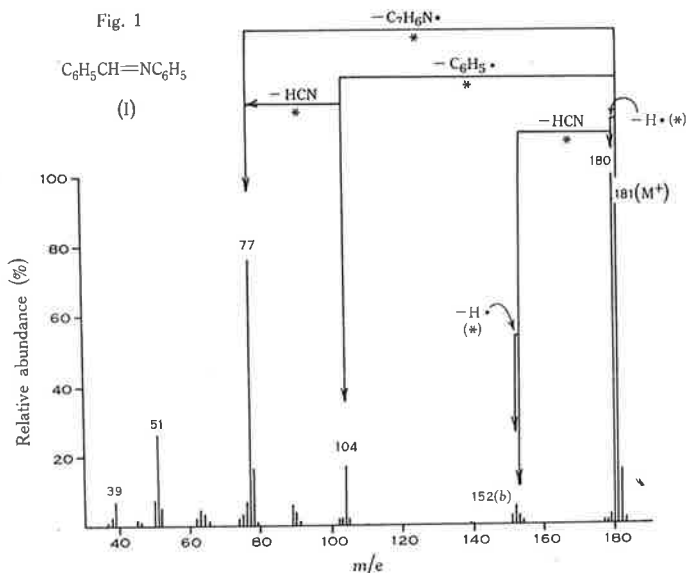 Fig. 1
C₆H₅CH=NC₆H₅
(I)
−C₇H₆N•
*
−C₆H₅•
*
−HCN
*
−HCN
*
−H• (*)
180
181(M⁺)
100
80
60
40
20
Relative abundance (%)
77
−H •
(*)
51
39
104
152(b)
40 60 80 100 120 140 160 180
m/e